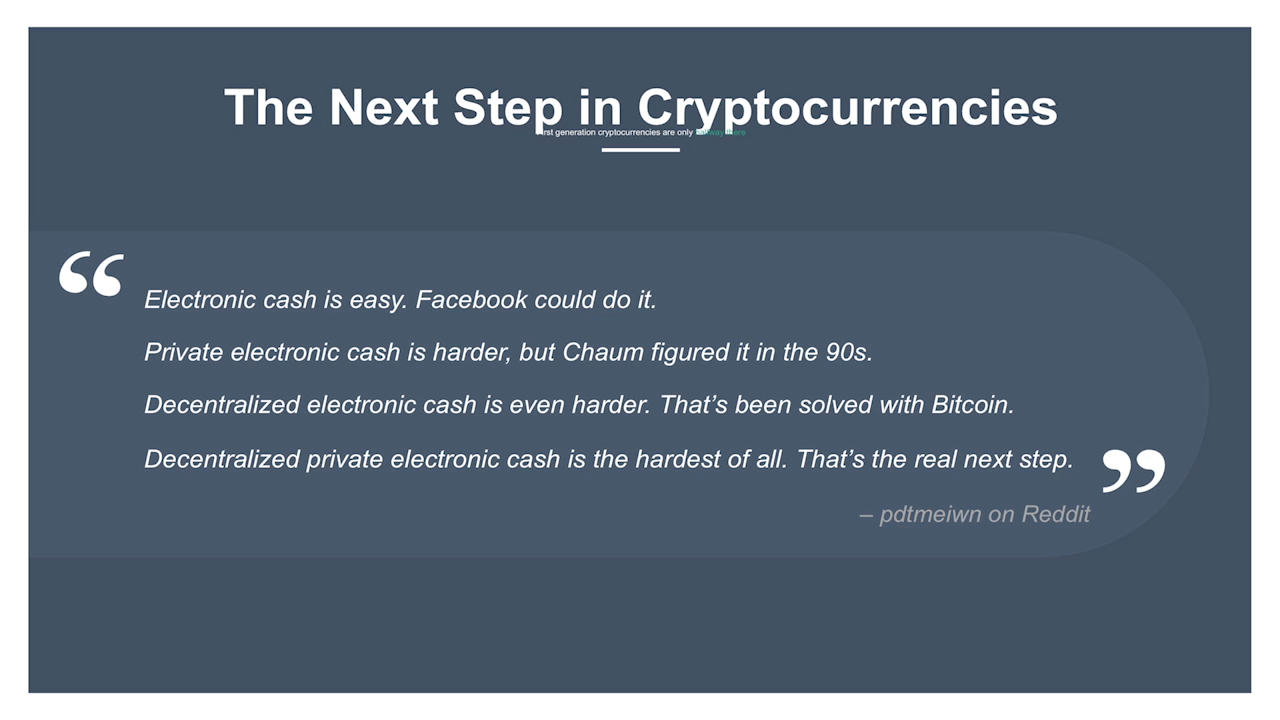 The Next Step in Cryptocurrencies
First generation cryptocurrencies are only halfway there
“
Electronic cash is easy. Facebook could do it.
Private electronic cash is harder, but Chaum figured it in the 90s.
Decentralized electronic cash is even harder. That’s been solved with Bitcoin.
Decentralized private electronic cash is the hardest of all. That’s the real next step.
”
– pdtmeiwn on Reddit